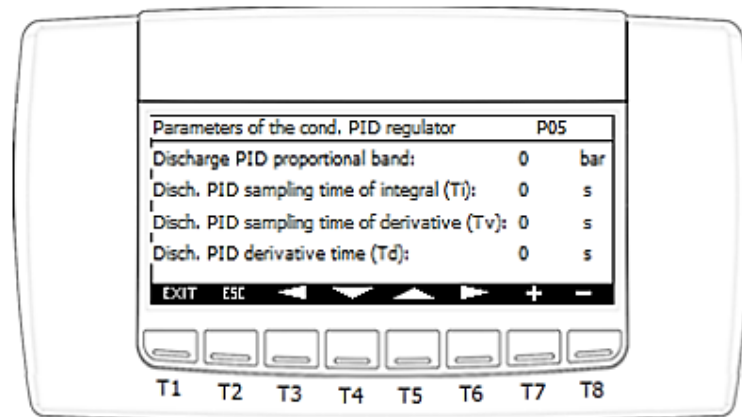 Parameters of the cond. PID regulator P05
Discharge PID proportional band: 0 bar
Disch. PID sampling time of integral (Ti): 0 s
Disch. PID sampling time of derivative (Tv): 0 s
Disch. PID derivative time (Td): 0 s
EXIT ESC + -
T1 T2 T3 T4 T5 T6 T7 T8